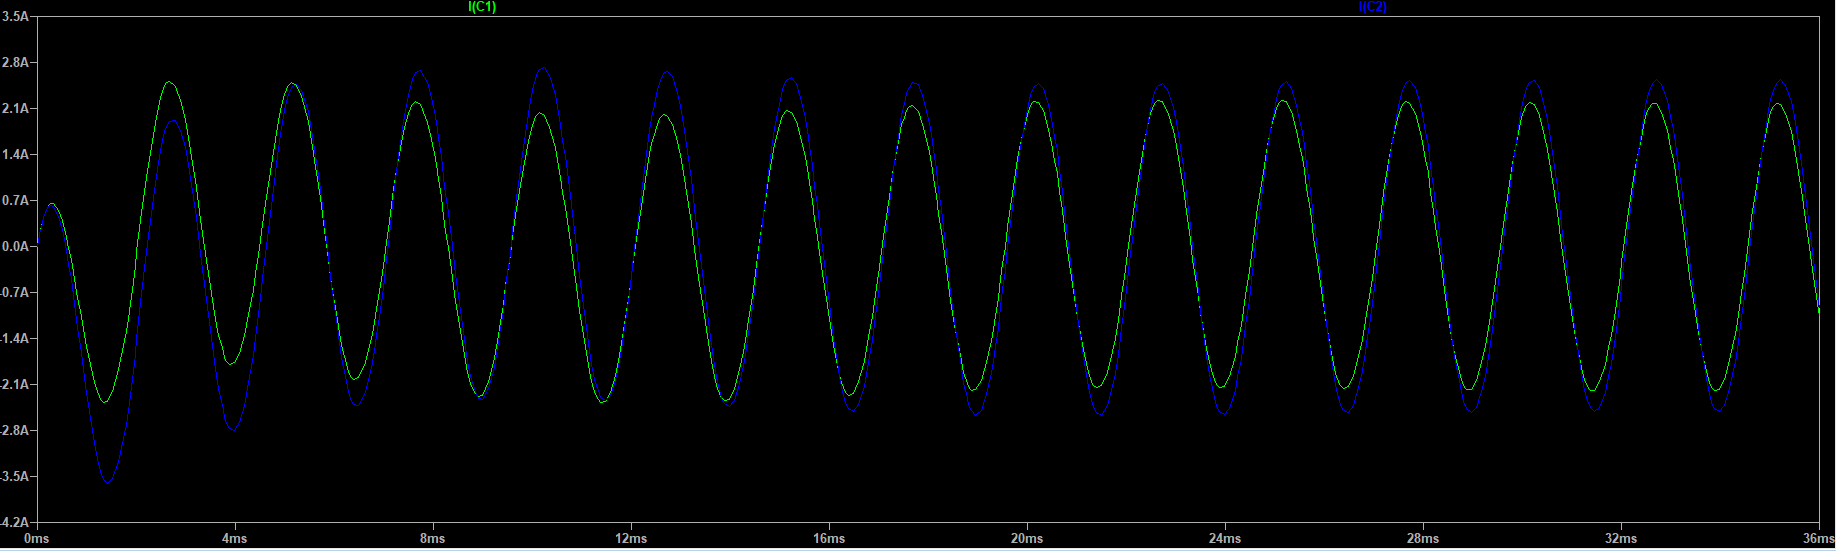 I(C1) I(C2)
3.5A
2.8A
2.1A
1.4A
0.7A
0.0A
-0.7A
-1.4A
-2.1A
-2.8A
-3.5A
-4.2A
0ms 4ms 8ms 12ms 16ms 20ms 24ms 28ms 32ms 36ms